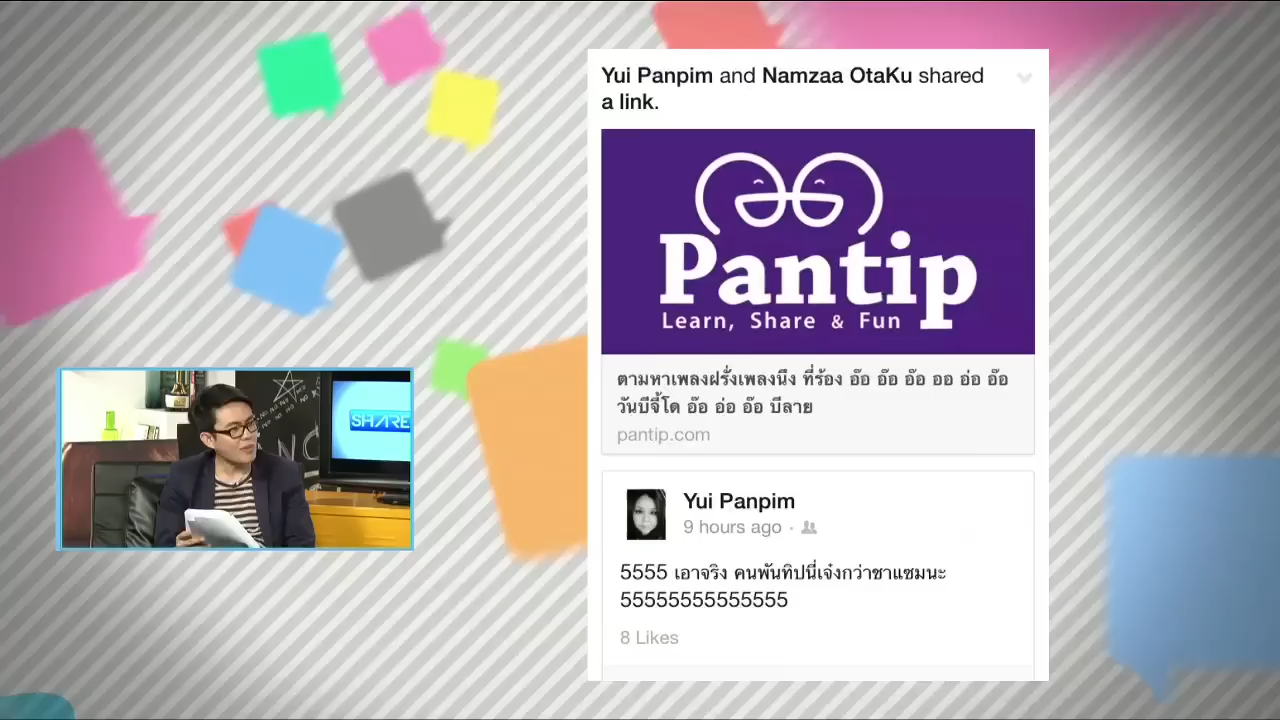 Yui Panpim and Namzaa OtaKu shared
a link.
Pantip
Learn, Share & Fun
ตามหาเพลงฝรั่งเพลงนึง ที่ร้อง อ๊อ อ๊อ อ๊อ ออ อ่อ อ๊อ
วันบีจี้โด อ๊อ อ่อ อ๊อ บีลาย
pantip.com
Yui Panpim
9 hours ago ·
5555 เอาจริง คนพันทิปนี่เจ๋งกว่าชาแซมนะ
55555555555555
8 Likes
SHARE